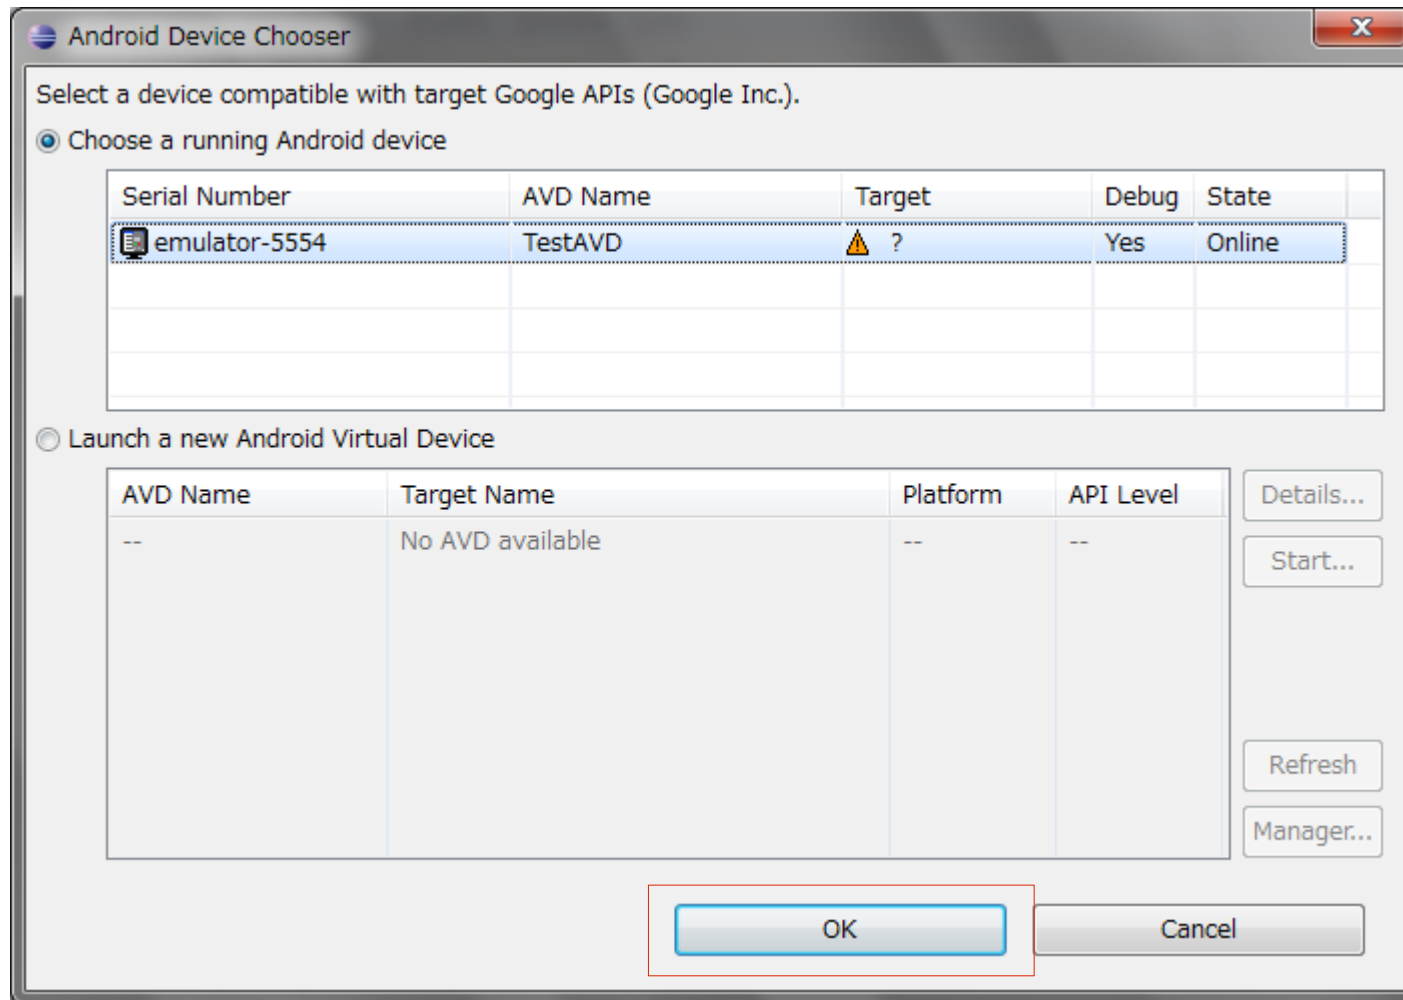 Android Device Chooser
Select a device compatible with target Google APIs (Google Inc.).
Choose a running Android device
Serial Number AVD Name Target Debug State
emulator-5554 TestAVD ? Yes Online
Launch a new Android Virtual Device
AVD Name Target Name Platform API Level
-- No AVD available -- --
Details...
Start...
Refresh
Manager...
OK Cancel